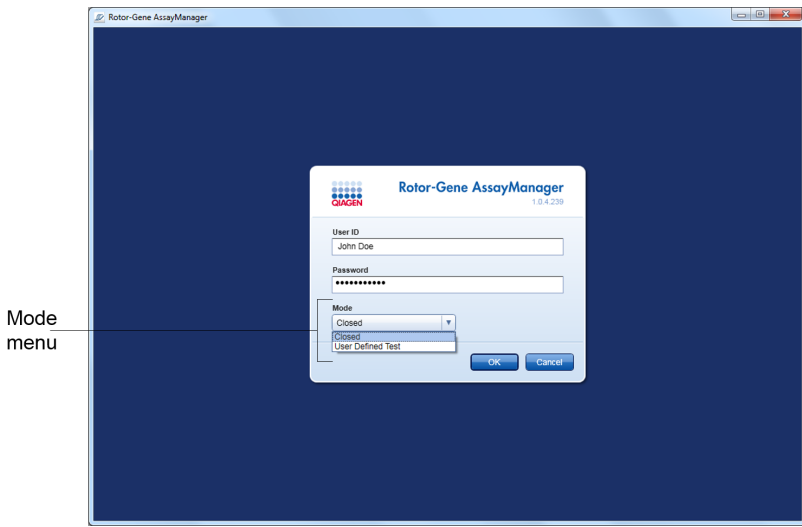 Rotor-Gene AssayManager
QIAGEN
Rotor-Gene AssayManager
1.0.4.239
User ID
John Doe
Password
•••••••••••
Mode
Closed
Closed
User Defined Test
OK Cancel
Mode
menu